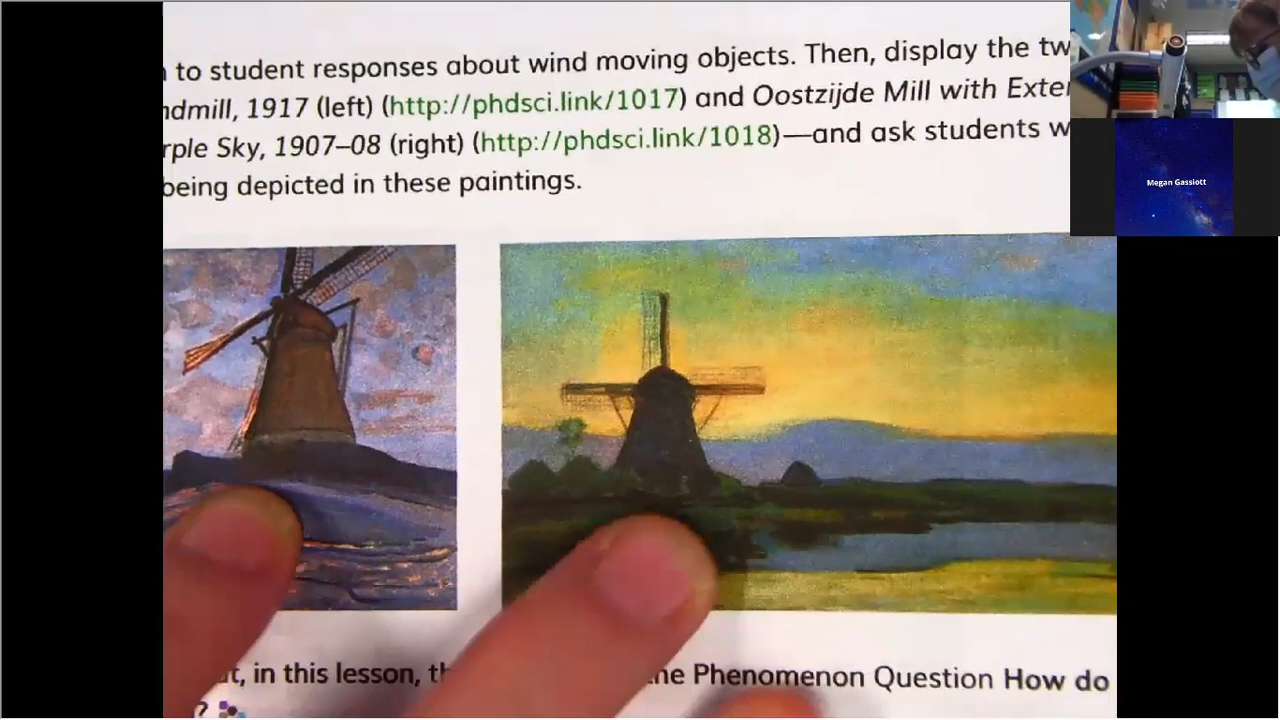 to student responses about wind moving objects. Then, display the tw
ndmill, 1917 (left) (http://phdsci.link/1017) and Oostzijde Mill with Exte
rple Sky, 1907–08 (right) (http://phdsci.link/1018)—and ask students w
being depicted in these paintings.
Megan Gassiott
t, in this lesson, th he Phenomenon Question How do
?